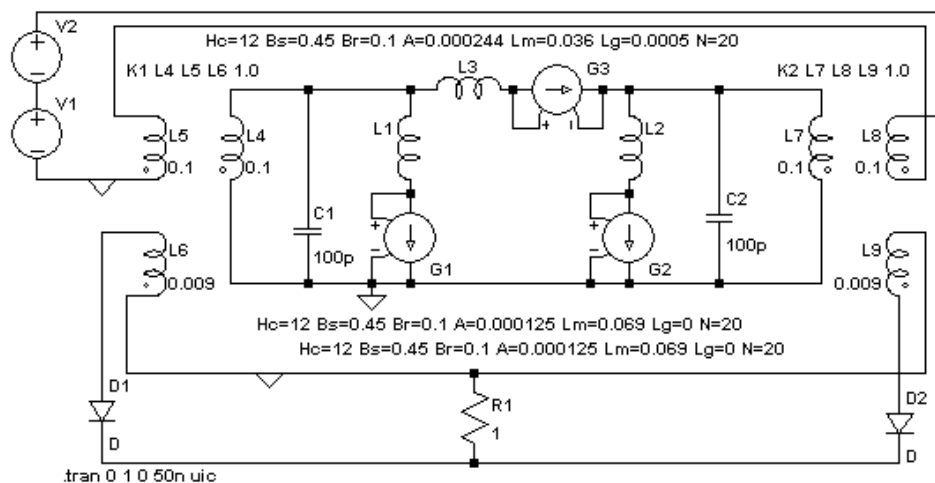 V2
Hc=12 Bs=0.45 Br=0.1 A=0.000244 Lm=0.036 Lg=0.0005 N=20
K1 L4 L5 L6 1.0
L3
G3
K2 L7 L8 L9 1.0
V1
L5
L4
L1
L2
L7
L8
0.1
0.1
0.1
0.1
C1
C2
100p
100p
L6
G1
G2
L9
0.009
0.009
Hc=12 Bs=0.45 Br=0.1 A=0.000125 Lm=0.069 Lg=0 N=20
Hc=12 Bs=0.45 Br=0.1 A=0.000125 Lm=0.069 Lg=0 N=20
D1
R1
D2
1
D
D
.tran 0 1 0 50n uic